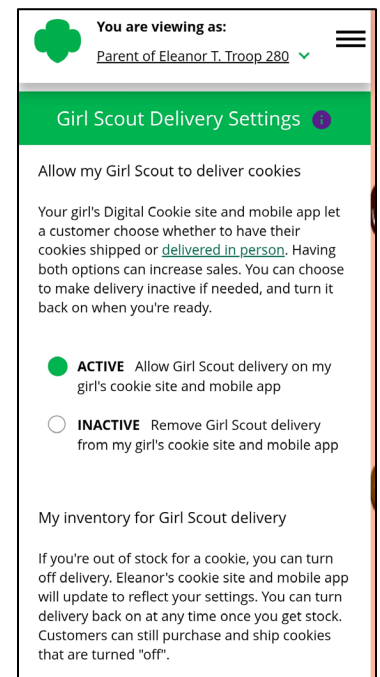 You are viewing as:
Parent of Eleanor T. Troop 280
Girl Scout Delivery Settings i
Allow my Girl Scout to deliver cookies
Your girl's Digital Cookie site and mobile app let
a customer choose whether to have their
cookies shipped or delivered in person. Having
both options can increase sales. You can choose
to make delivery inactive if needed, and turn it
back on when you're ready.
ACTIVE Allow Girl Scout delivery on my
girl's cookie site and mobile app
INACTIVE Remove Girl Scout delivery
from my girl's cookie site and mobile app
My inventory for Girl Scout delivery
If you're out of stock for a cookie, you can turn
off delivery. Eleanor's cookie site and mobile app
will update to reflect your settings. You can turn
delivery back on at any time once you get stock.
Customers can still purchase and ship cookies
that are turned "off".